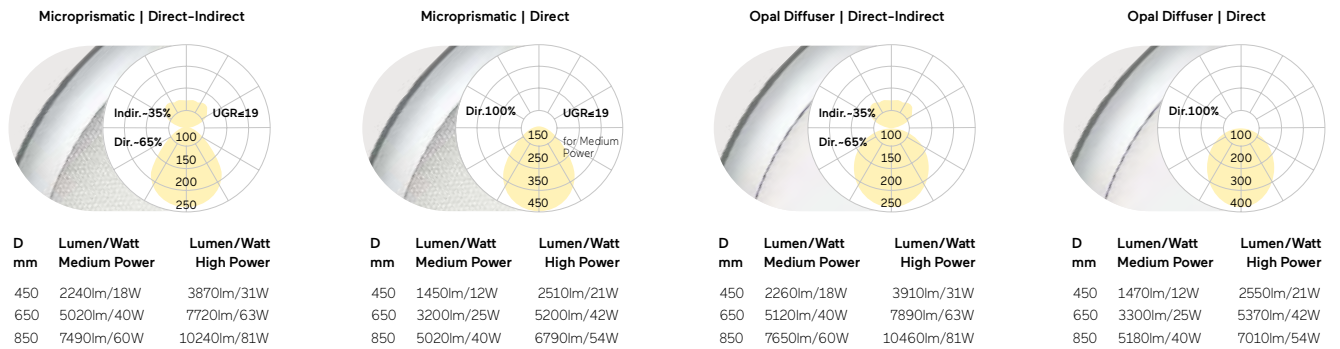 Microprismatic | Direct-Indirect
Indir.~35%
UGR≤19
Dir.~65%
100
150
200
250
D Lumen/Watt Lumen/Watt
mm Medium Power High Power
450 2240lm/18W 3870lm/31W
650 5020lm/40W 7720lm/63W
850 7490lm/60W 10240lm/81W
Microprismatic | Direct
Dir.100%
UGR≤19
for Medium
Power
150
250
350
450
D Lumen/Watt Lumen/Watt
mm Medium Power High Power
450 1450lm/12W 2510lm/21W
650 3200lm/25W 5200lm/42W
850 5020lm/40W 6790lm/54W
Opal Diffuser | Direct-Indirect
Indir.~35%
Dir.~65%
100
150
200
250
D Lumen/Watt Lumen/Watt
mm Medium Power High Power
450 2260lm/18W 3910lm/31W
650 5120lm/40W 7890lm/63W
850 7650lm/60W 10460lm/81W
Opal Diffuser | Direct
Dir.100%
100
200
300
400
D Lumen/Watt Lumen/Watt
mm Medium Power High Power
450 1470lm/12W 2550lm/21W
650 3300lm/25W 5370lm/42W
850 5180lm/40W 7010lm/54W